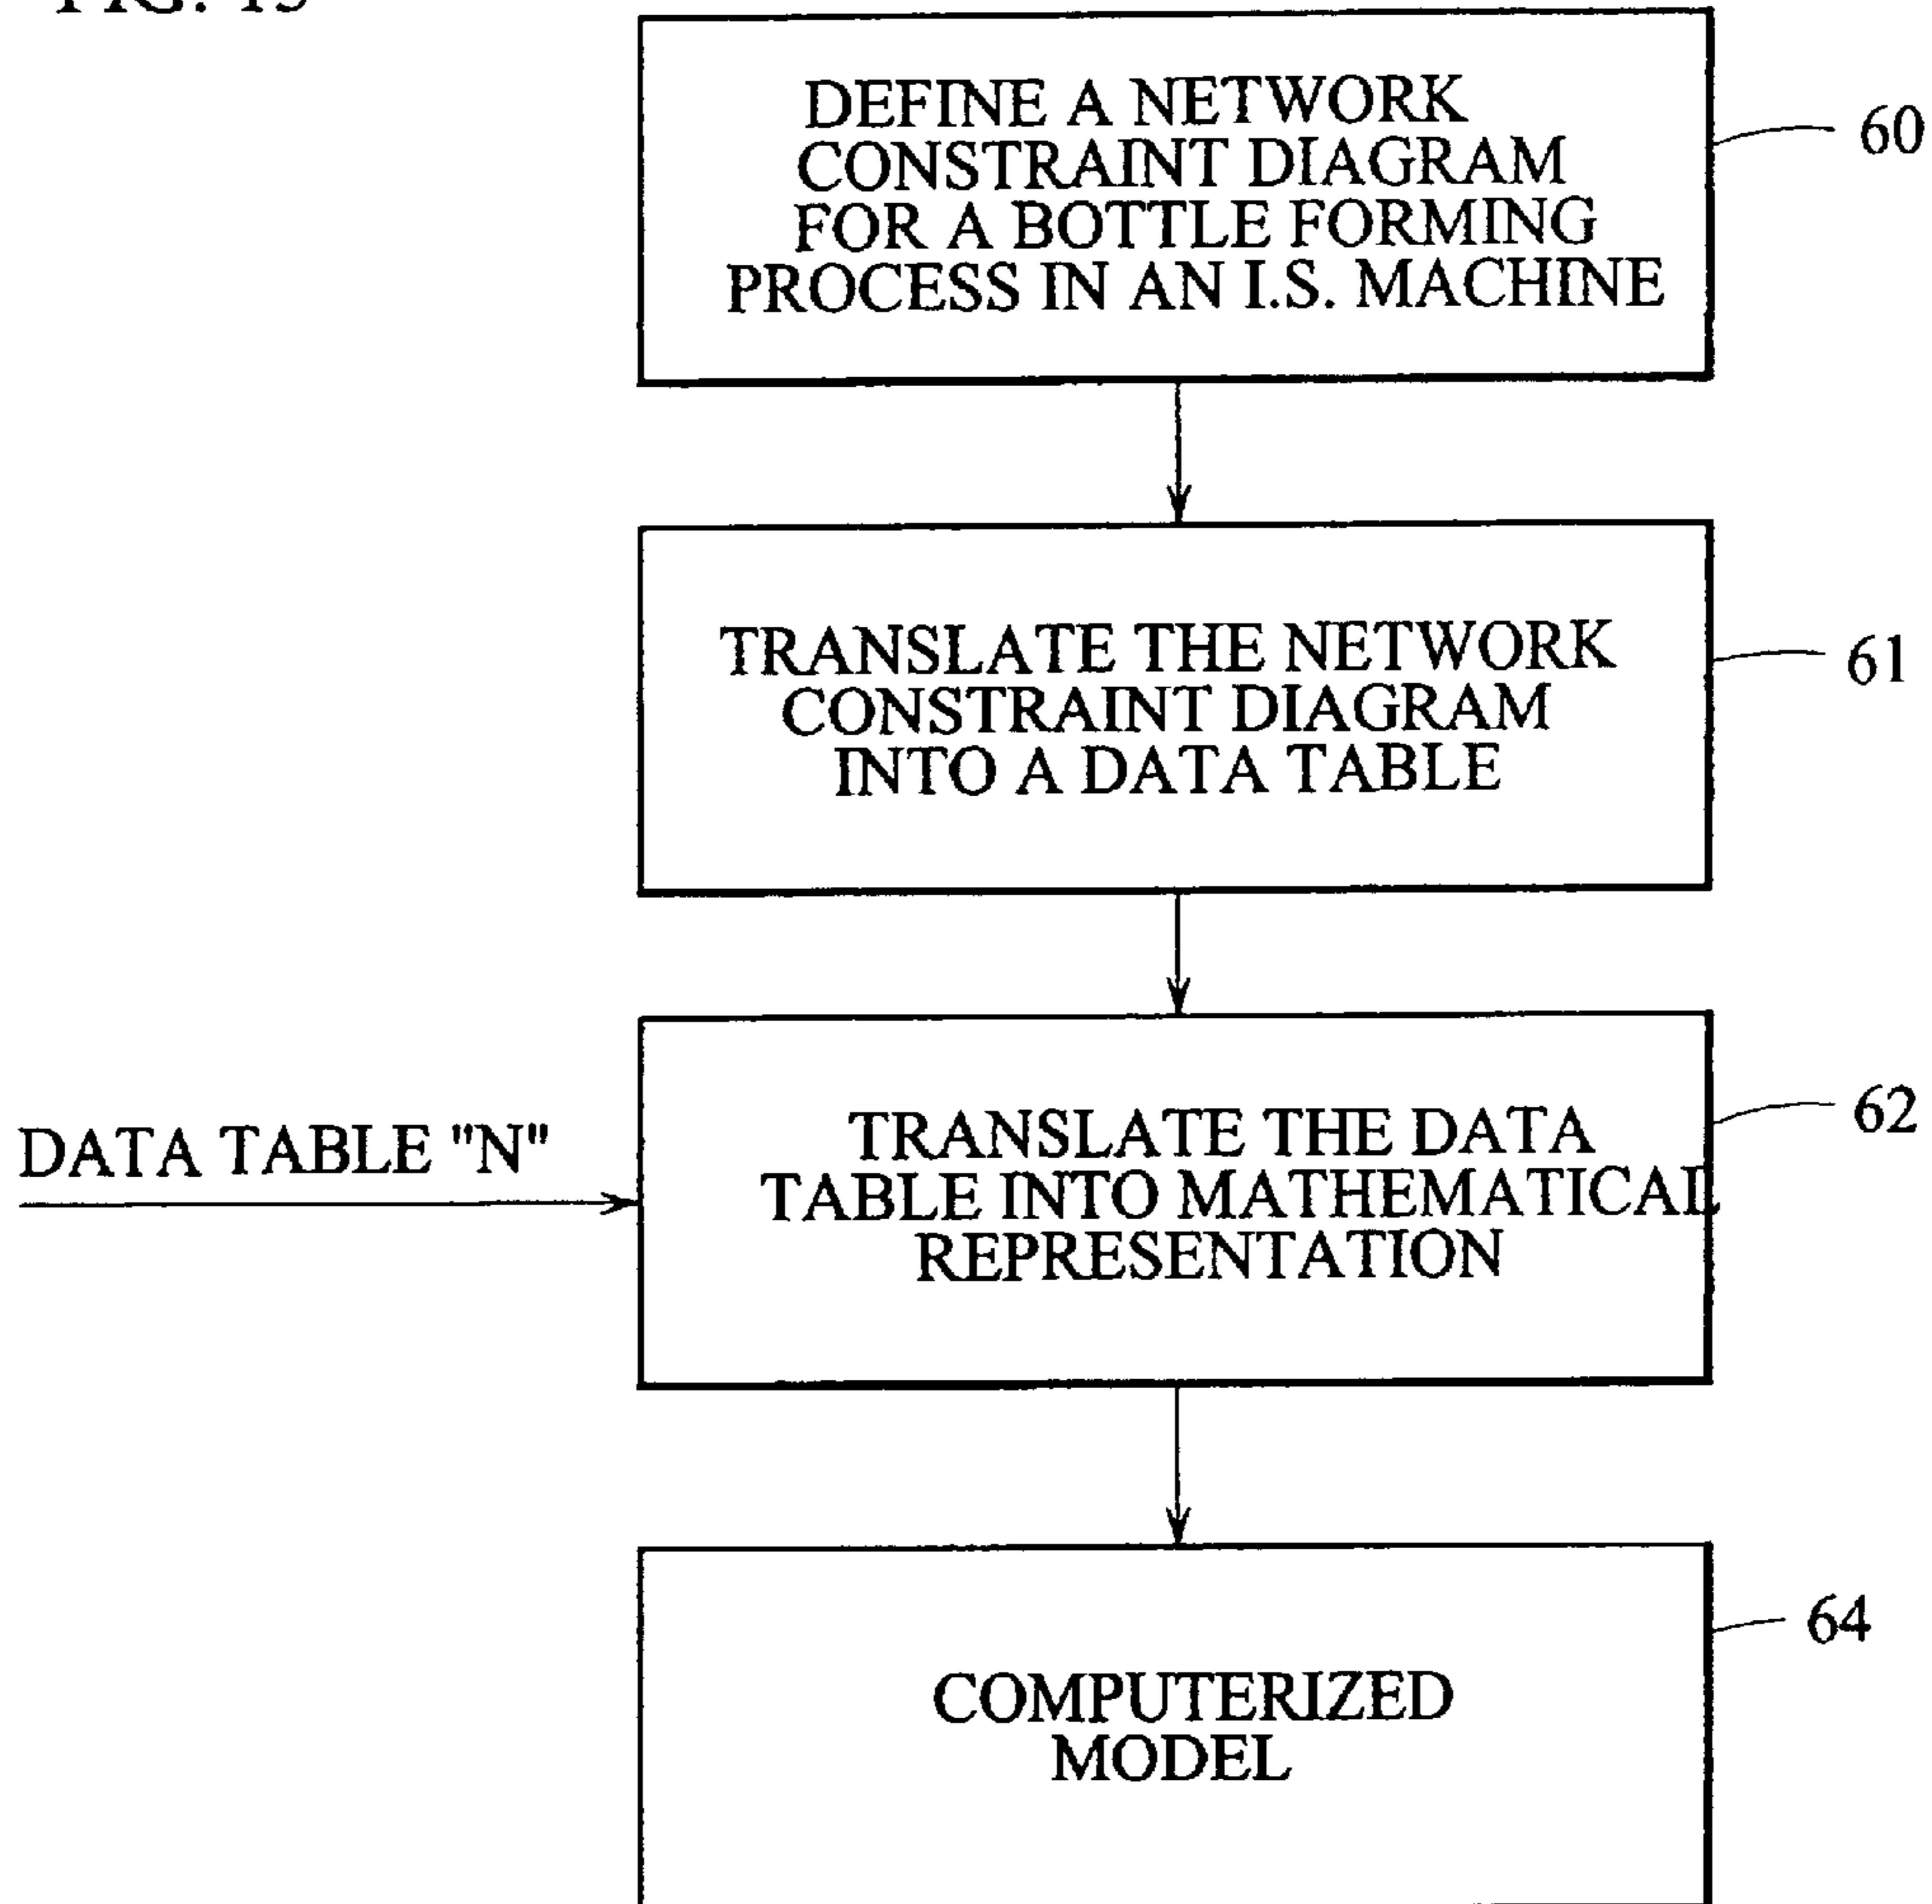 DEFINE A NETWORK
CONSTRAINT DIAGRAM
FOR A BOTTLE FORMING
PROCESS IN AN I.S. MACHINE
60
TRANSLATE THE NETWORK
CONSTRAINT DIAGRAM
INTO A DATA TABLE
61
DATA TABLE "N"
TRANSLATE THE DATA
TABLE INTO MATHEMATICAL
REPRESENTATION
62
COMPUTERIZED
MODEL
64